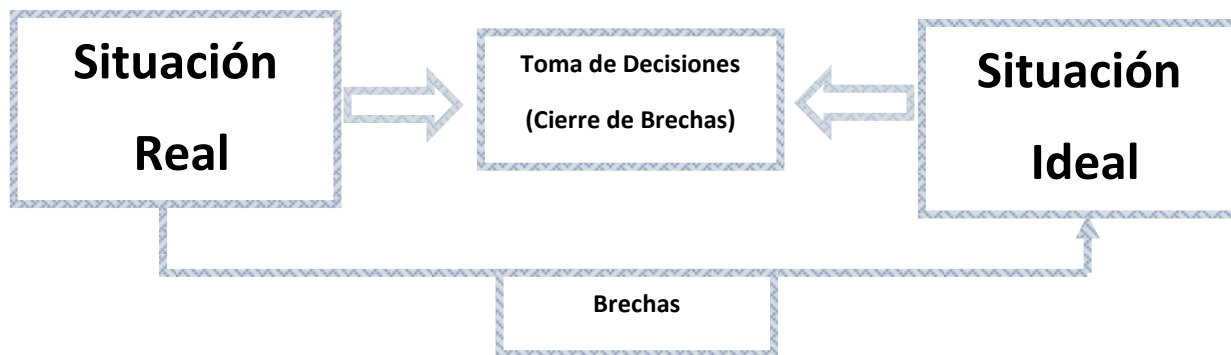 Situación
Real
Toma de Decisiones
(Cierre de Brechas)
Situación
Ideal
Brechas